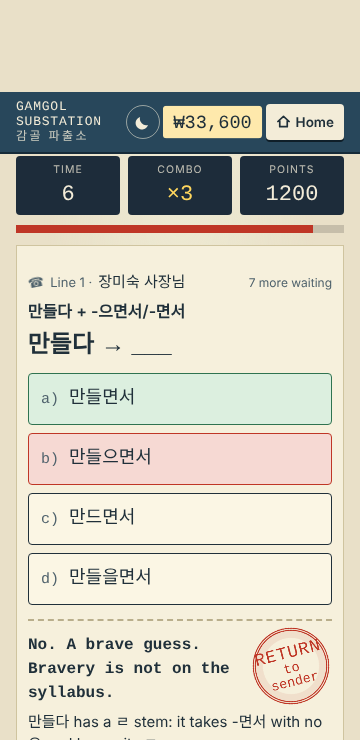 GAMGOL
SUBSTATION
감골 파출소
₩33,600
Home
TIME
6
COMBO
×3
POINTS
1200
☎ Line 1 · 장미숙 사장님
7 more waiting
만들다 + -으면서/-면서
만들다 → ___
a) 만들면서
b) 만들으면서
c) 만드면서
d) 만들을면서
No. A brave guess.
Bravery is not on the
syllabus.
RETURN
to
sender
만들다 has a ㄹ stem: it takes -면서 with no